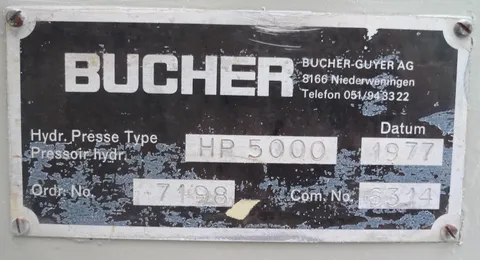 BUCHER
BUCHER-GUYER AG
8166 Niederweningen
Telefon 051/943322
Datum
Hydr. Presse Type HP 5000 1977
Pressoir hydr.
Ordr. No. 7198 Com. No. 6314